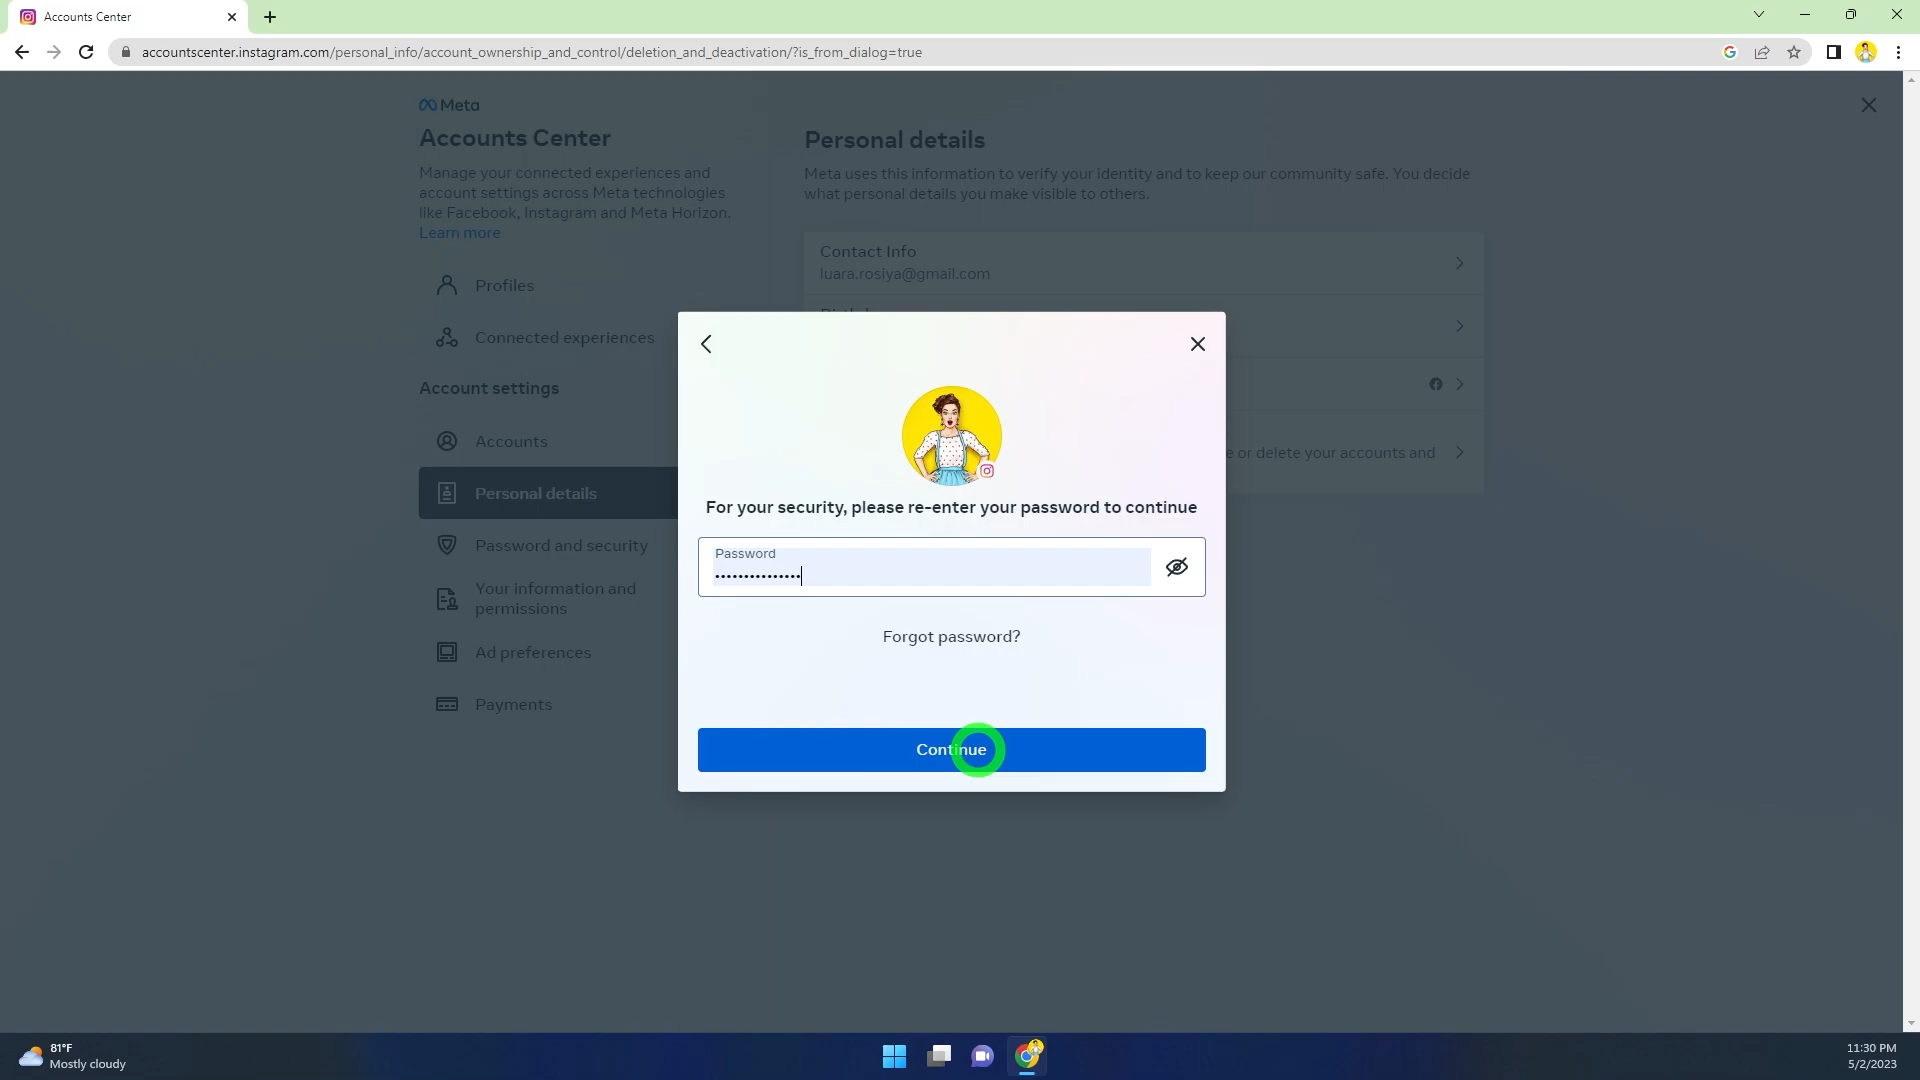 Accounts Center
accountscenter.instagram.com/personal_info/account_ownership_and_control/deletion_and_deactivation/?is_from_dialog=true
Meta
Accounts Center
Manage your connected experiences and
account settings across Meta technologies
like Facebook, Instagram and Meta Horizon.
Learn more
Profiles
Connected experiences
Account settings
Accounts
Personal details
Password and security
Your information and
permissions
Ad preferences
Payments
Personal details
Meta uses this information to verify your identity and to keep our community safe. You decide
what personal details you make visible to others.
Contact Info
luara.rosiya@gmail.com
or delete your accounts and
For your security, please re-enter your password to continue
Password
•••••••••••••••
Forgot password?
Continue
81°F
Mostly cloudy
11:30 PM
5/2/2023